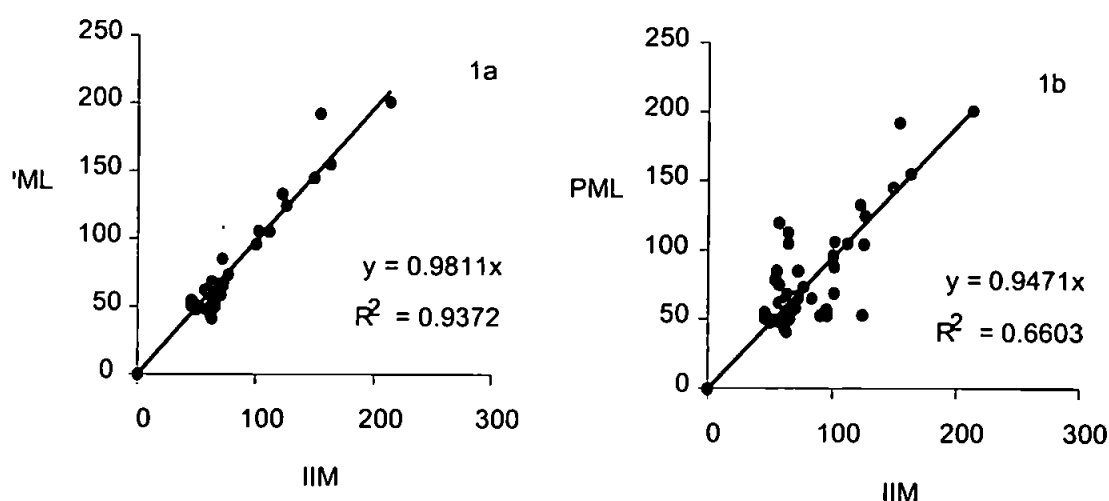 250
200
150
100
50
0
'ML
1a
y = 0.9811x
R² = 0.9372
0 100 200 300
IIM
250
200
150
100
50
0
PML
1b
y = 0.9471x
R² = 0.6603
0 100 200 300
IIM